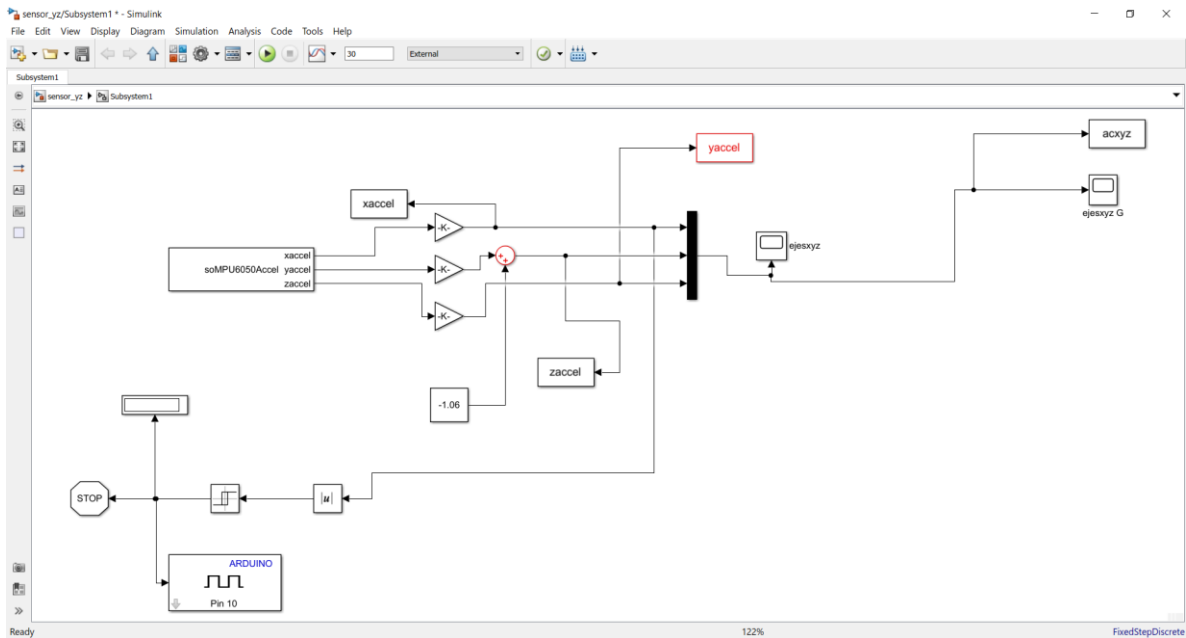 sensor_yz/Subsystem1 * - Simulink
File Edit View Display Diagram Simulation Analysis Code Tools Help
30 External
Subsystem1
sensor_yz Subsystem1
yaccel
acxyz
ejesxyz G
xaccel
-K-
ejesxyz
xaccel
soMPU6050Accel yaccel
zaccel
-K-
-K-
zaccel
-1.06
STOP
|u|
ARDUINO
Pin 10
Ready 122% FixedStepDiscrete